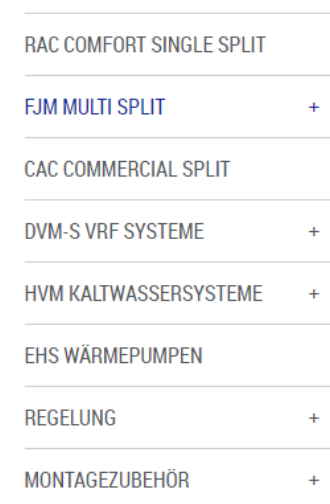 RAC COMFORT SINGLE SPLIT
FJM MULTI SPLIT +
CAC COMMERCIAL SPLIT
DVM-S VRF SYSTEME +
HVM KALTWASSERSYSTEME +
EHS WÄRMEPUMPEN
REGELUNG +
MONTAGEZUBEHÖR +